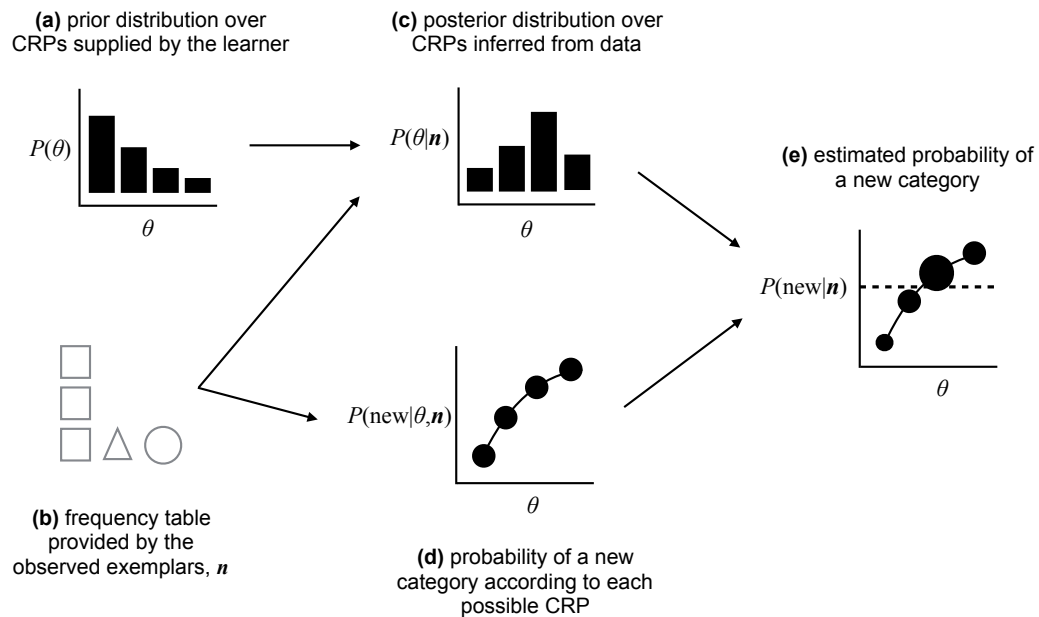 (a) prior distribution over
CRPs supplied by the learner
P(θ)
θ
(b) frequency table
provided by the
observed exemplars, n
(c) posterior distribution over
CRPs inferred from data
P(θ|n)
θ
P(new|θ,n)
θ
(d) probability of a new
category according to each
possible CRP
(e) estimated probability of
a new category
P(new|n)
θ